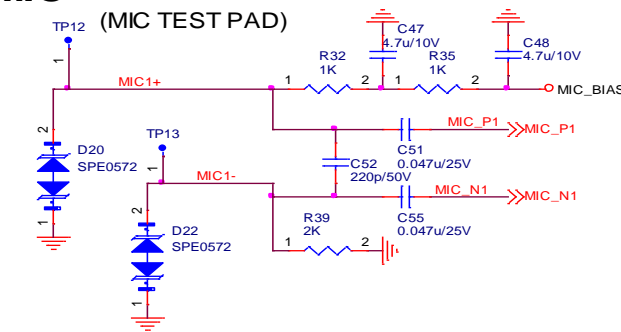 (MIC TEST PAD)
TP12
1
C47
4.7u/10V
C48
4.7u/10V
R32
1K
R35
1K
1
2
1
2
MIC1+
MIC_BIAS
TP13
1
MIC_P1
MIC_P1
C51
0.047u/25V
2
D20
SPE0572
1
C52
220p/50V
MIC1-
MIC_N1
MIC_N1
C55
0.047u/25V
2
D22
SPE0572
1
R39
2K
1
2